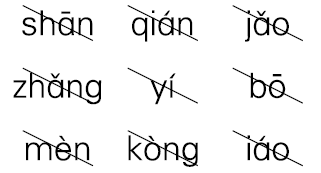 shān qián jǎo
zhǎng yí bō
mèn kòng iáo